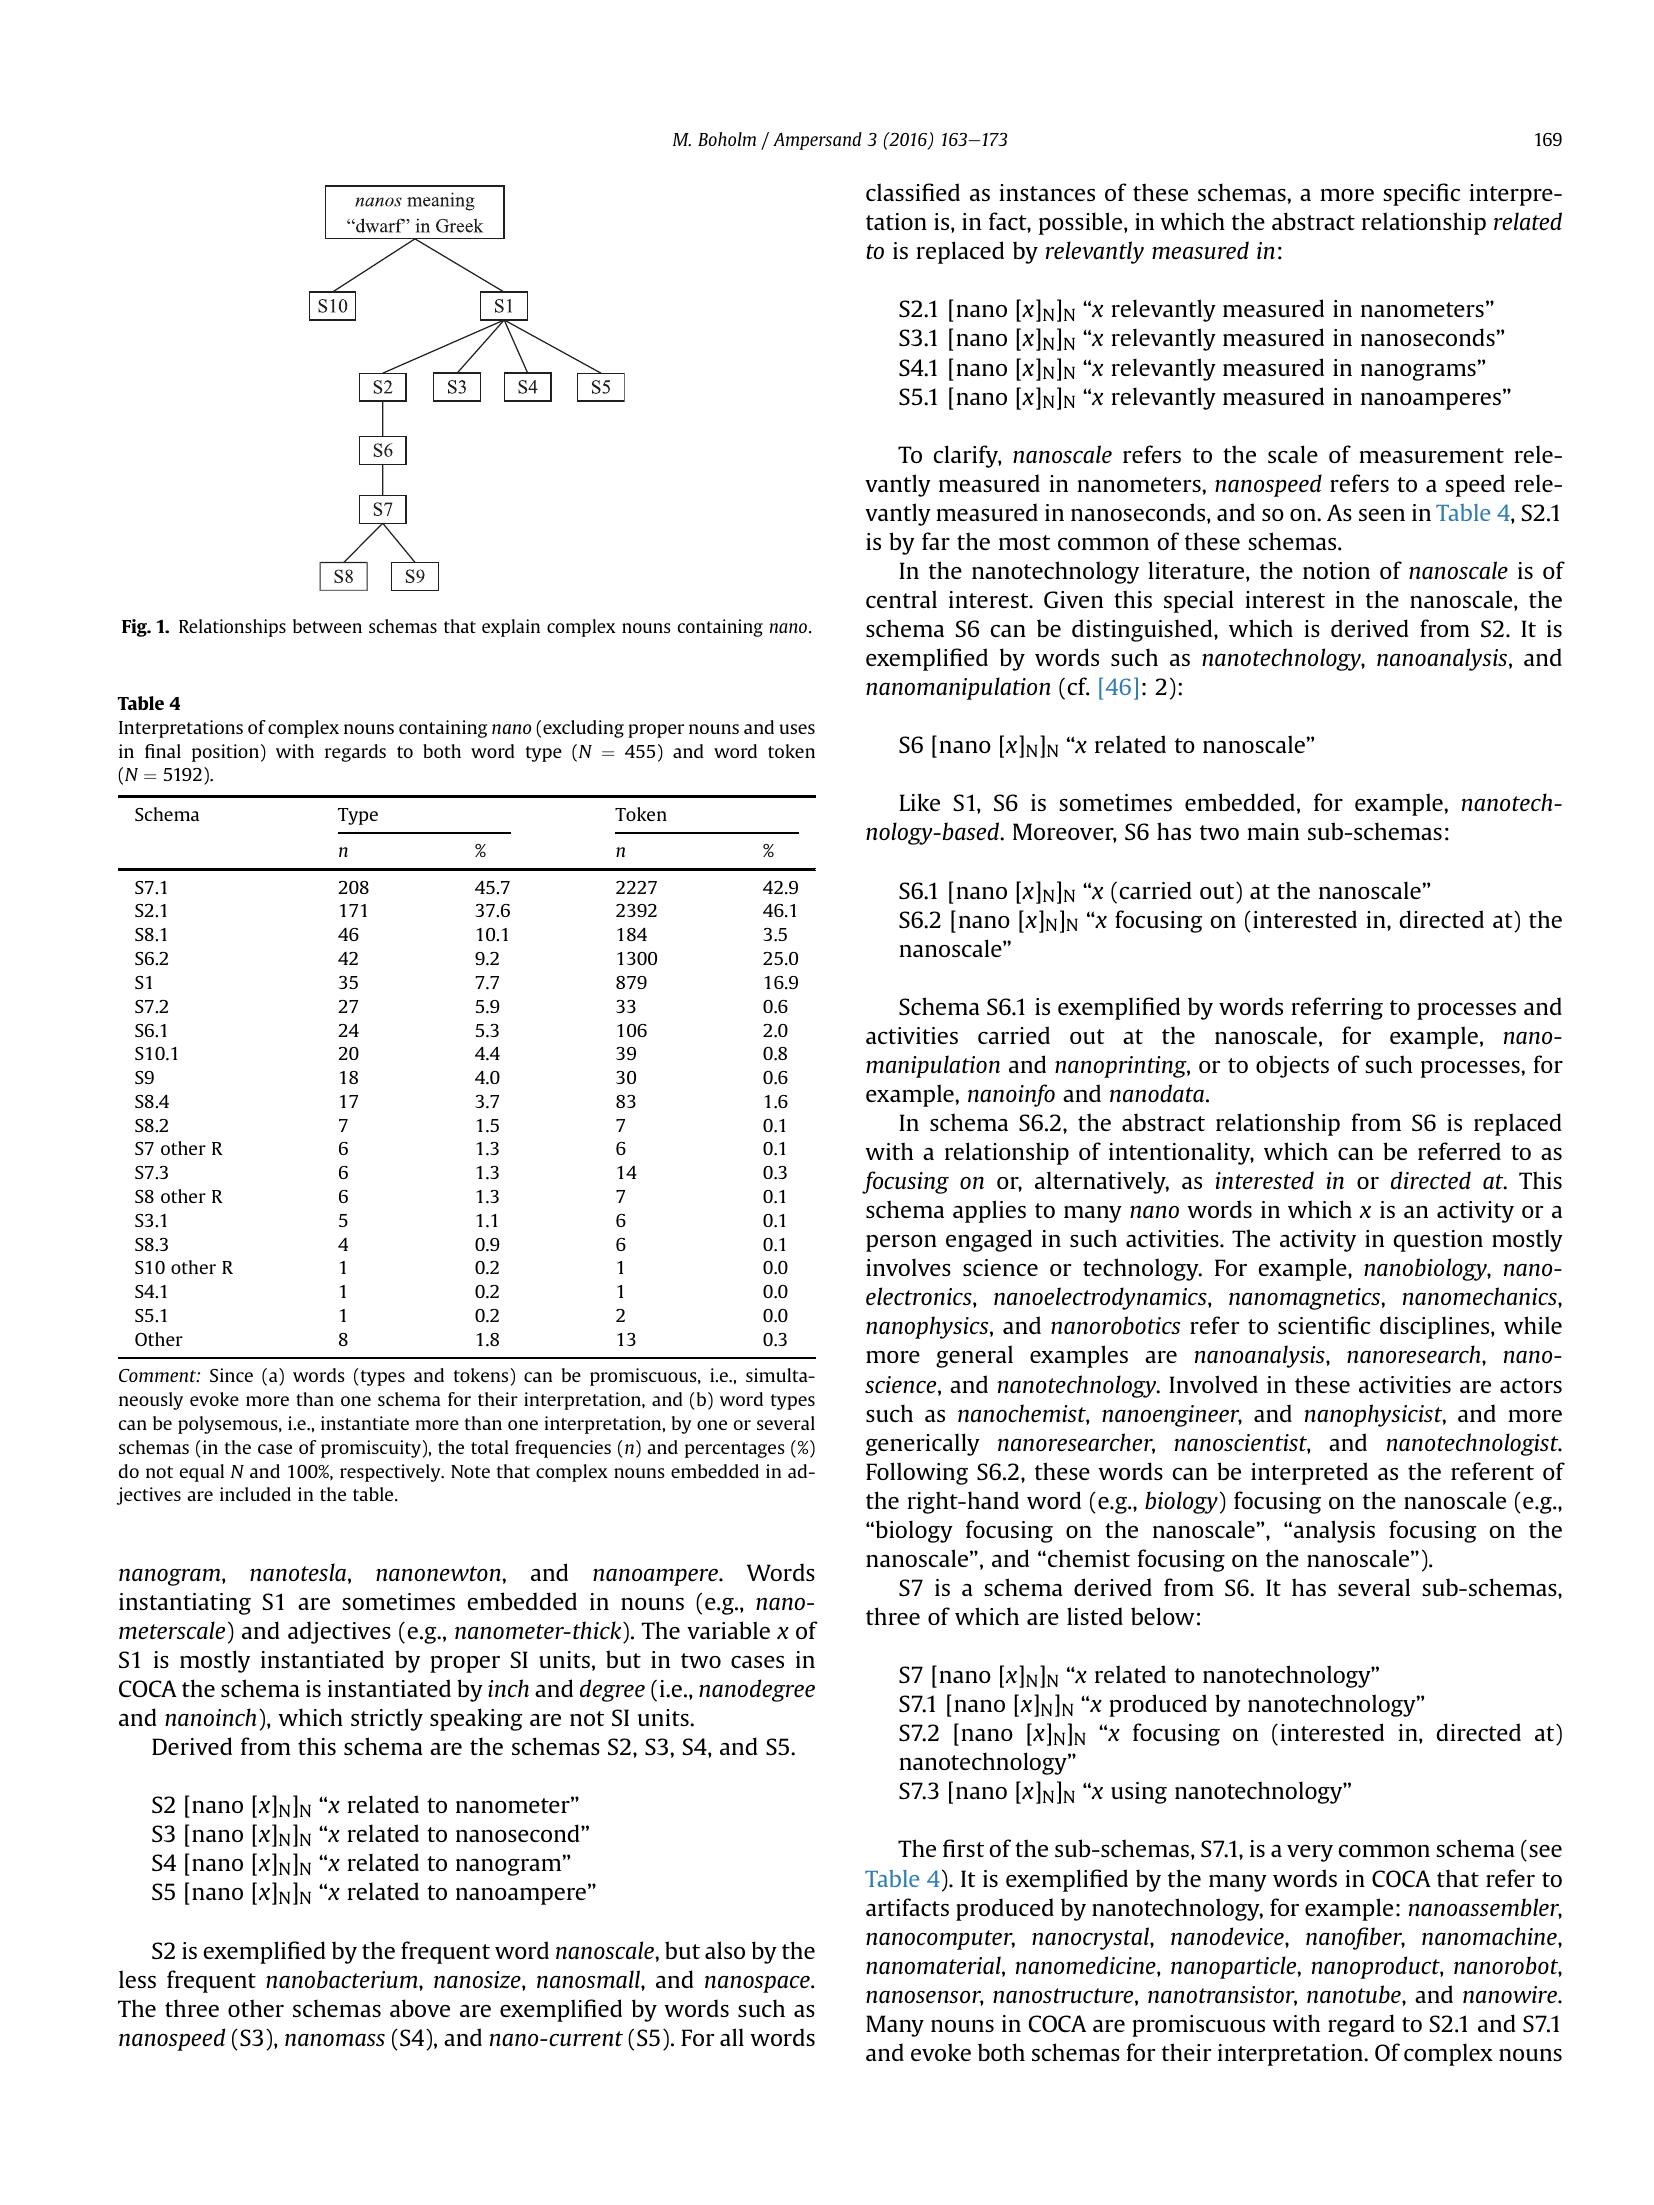 M. Boholm / Ampersand 3 (2016) 163–173
169
nanos meaning
“dwarf” in Greek
S10
S1
S2
S3
S4
S5
S6
S7
S8
S9
Fig. 1. Relationships between schemas that explain complex nouns containing nano.
Table 4
Interpretations of complex nouns containing nano (excluding proper nouns and uses
in final position) with regards to both word type (N = 455) and word token
(N = 5192).
Schema Type Token
n % n %
S7.1 208 45.7 2227 42.9
S2.1 171 37.6 2392 46.1
S8.1 46 10.1 184 3.5
S6.2 42 9.2 1300 25.0
S1 35 7.7 879 16.9
S7.2 27 5.9 33 0.6
S6.1 24 5.3 106 2.0
S10.1 20 4.4 39 0.8
S9 18 4.0 30 0.6
S8.4 17 3.7 83 1.6
S8.2 7 1.5 7 0.1
S7 other R 6 1.3 6 0.1
S7.3 6 1.3 14 0.3
S8 other R 6 1.3 7 0.1
S3.1 5 1.1 6 0.1
S8.3 4 0.9 6 0.1
S10 other R 1 0.2 1 0.0
S4.1 1 0.2 1 0.0
S5.1 1 0.2 2 0.0
Other 8 1.8 13 0.3
Comment: Since (a) words (types and tokens) can be promiscuous, i.e., simulta-
neously evoke more than one schema for their interpretation, and (b) word types
can be polysemous, i.e., instantiate more than one interpretation, by one or several
schemas (in the case of promiscuity), the total frequencies (n) and percentages (%)
do not equal N and 100%, respectively. Note that complex nouns embedded in ad-
jectives are included in the table.
nanogram, nanotesla, nanonewton, and nanoampere. Words
instantiating S1 are sometimes embedded in nouns (e.g., nano-
meterscale) and adjectives (e.g., nanometer-thick). The variable x of
S1 is mostly instantiated by proper SI units, but in two cases in
COCA the schema is instantiated by inch and degree (i.e., nanodegree
and nanoinch), which strictly speaking are not SI units.
Derived from this schema are the schemas S2, S3, S4, and S5.
S2 [nano [x]N]N “x related to nanometer”
S3 [nano [x]N]N “x related to nanosecond”
S4 [nano [x]N]N “x related to nanogram”
S5 [nano [x]N]N “x related to nanoampere”
S2 is exemplified by the frequent word nanoscale, but also by the
less frequent nanobacterium, nanosize, nanosmall, and nanospace.
The three other schemas above are exemplified by words such as
nanospeed (S3), nanomass (S4), and nano-current (S5). For all words
classified as instances of these schemas, a more specific interpre-
tation is, in fact, possible, in which the abstract relationship related
to is replaced by relevantly measured in:
S2.1 [nano [x]N]N “x relevantly measured in nanometers”
S3.1 [nano [x]N]N “x relevantly measured in nanoseconds”
S4.1 [nano [x]N]N “x relevantly measured in nanograms”
S5.1 [nano [x]N]N “x relevantly measured in nanoamperes”
To clarify, nanoscale refers to the scale of measurement rele-
vantly measured in nanometers, nanospeed refers to a speed rele-
vantly measured in nanoseconds, and so on. As seen in Table 4, S2.1
is by far the most common of these schemas.
In the nanotechnology literature, the notion of nanoscale is of
central interest. Given this special interest in the nanoscale, the
schema S6 can be distinguished, which is derived from S2. It is
exemplified by words such as nanotechnology, nanoanalysis, and
nanomanipulation (cf. [46]: 2):
S6 [nano [x]N]N “x related to nanoscale”
Like S1, S6 is sometimes embedded, for example, nanotech-
nology-based. Moreover, S6 has two main sub-schemas:
S6.1 [nano [x]N]N “x (carried out) at the nanoscale”
S6.2 [nano [x]N]N “x focusing on (interested in, directed at) the
nanoscale”
Schema S6.1 is exemplified by words referring to processes and
activities carried out at the nanoscale, for example, nano-
manipulation and nanoprinting, or to objects of such processes, for
example, nanoinfo and nanodata.
In schema S6.2, the abstract relationship from S6 is replaced
with a relationship of intentionality, which can be referred to as
focusing on or, alternatively, as interested in or directed at. This
schema applies to many nano words in which x is an activity or a
person engaged in such activities. The activity in question mostly
involves science or technology. For example, nanobiology, nano-
electronics, nanoelectrodynamics, nanomagnetics, nanomechanics,
nanophysics, and nanorobotics refer to scientific disciplines, while
more general examples are nanoanalysis, nanoresearch, nano-
science, and nanotechnology. Involved in these activities are actors
such as nanochemist, nanoengineer, and nanophysicist, and more
generically nanoresearcher, nanoscientist, and nanotechnologist.
Following S6.2, these words can be interpreted as the referent of
the right-hand word (e.g., biology) focusing on the nanoscale (e.g.,
“biology focusing on the nanoscale”, “analysis focusing on the
nanoscale”, and “chemist focusing on the nanoscale”).
S7 is a schema derived from S6. It has several sub-schemas,
three of which are listed below:
S7 [nano [x]N]N “x related to nanotechnology”
S7.1 [nano [x]N]N “x produced by nanotechnology”
S7.2 [nano [x]N]N “x focusing on (interested in, directed at)
nanotechnology”
S7.3 [nano [x]N]N “x using nanotechnology”
The first of the sub-schemas, S7.1, is a very common schema (see
Table 4). It is exemplified by the many words in COCA that refer to
artifacts produced by nanotechnology, for example: nanoassembler,
nanocomputer, nanocrystal, nanodevice, nanofiber, nanomachine,
nanomaterial, nanomedicine, nanoparticle, nanoproduct, nanorobot,
nanosensor, nanostructure, nanotransistor, nanotube, and nanowire.
Many nouns in COCA are promiscuous with regard to S2.1 and S7.1
and evoke both schemas for their interpretation. Of complex nouns